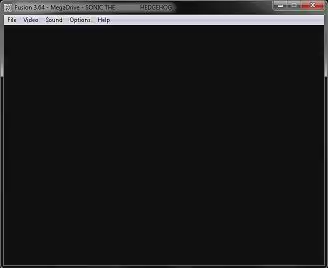 Fusion 3.64 - MegaDrive - SONIC THE HEDGEHOG
File Video Sound Options Help